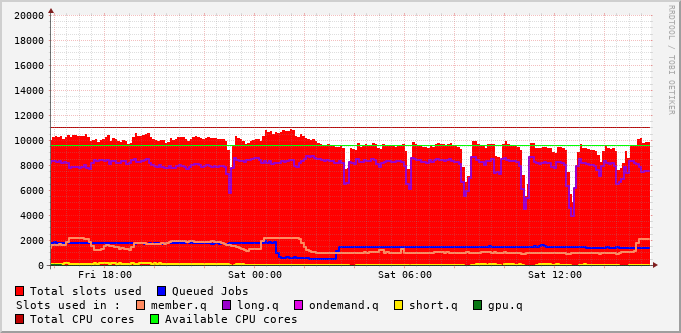 20000
18000
16000
14000
12000
10000
8000
6000
4000
2000
0
Fri 18:00 Sat 00:00 Sat 06:00 Sat 12:00
Total slots used Queued Jobs
Slots used in : member.q long.q ondemand.q short.q gpu.q
Total CPU cores Available CPU cores
RRDTOOL / TOBI OETIKER